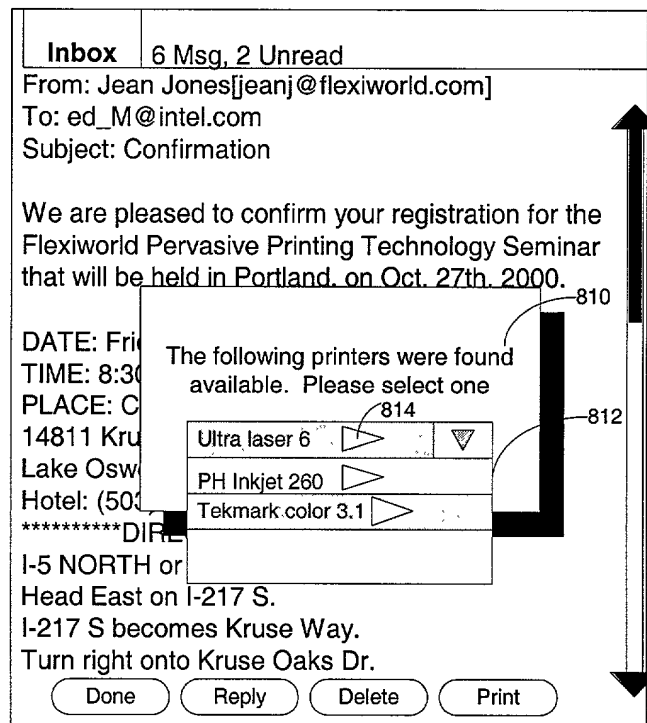 Inbox 6 Msg, 2 Unread
From: Jean Jones[jeanj@flexiworld.com]
To: ed_M@intel.com
Subject: Confirmation
We are pleased to confirm your registration for the
Flexiworld Pervasive Printing Technology Seminar
that will be held in Portland, on Oct. 27th, 2000.
810
DATE: Frid
The following printers were found
TIME: 8:30
available. Please select one
PLACE: C
814
812
14811 Kru
Ultra laser 6
Lake Osw
PH Inkjet 260
Hotel: (503
Tekmark color 3.1
**********DIRE
I-5 NORTH or
Head East on I-217 S.
I-217 S becomes Kruse Way.
Turn right onto Kruse Oaks Dr.
Done Reply Delete Print